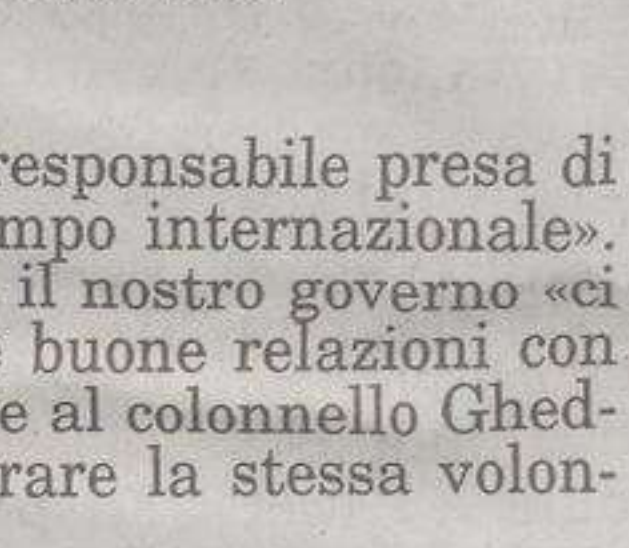 responsabile presa di
mpo internazionale».
il nostro governo «ci
e buone relazioni con
e al colonnello Ghed-
rare la stessa volon-